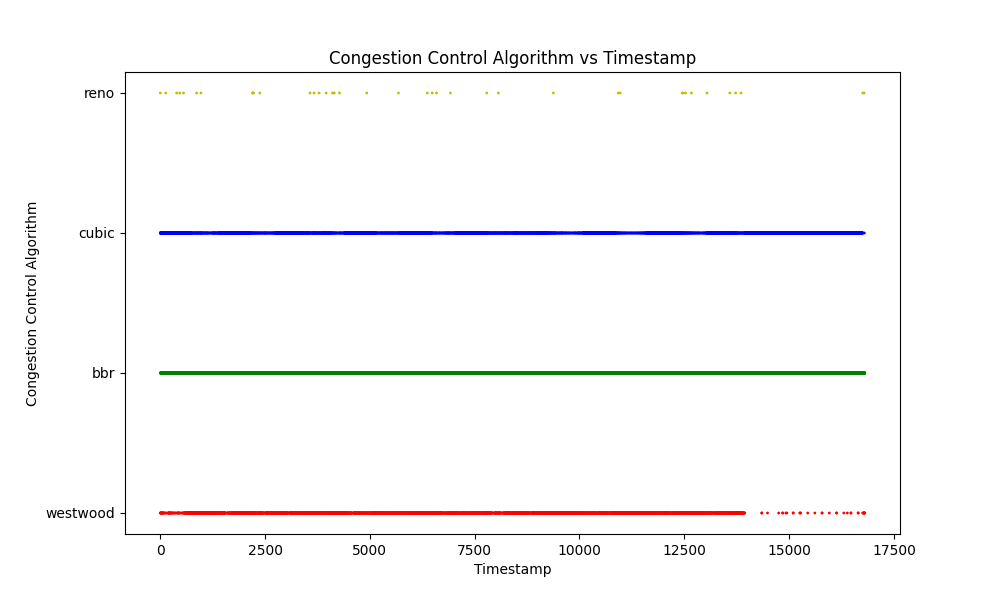 Congestion Control Algorithm vs Timestamp
reno
cubic
bbr
westwood
Congestion Control Algorithm
0 2500 5000 7500 10000 12500 15000 17500
Timestamp